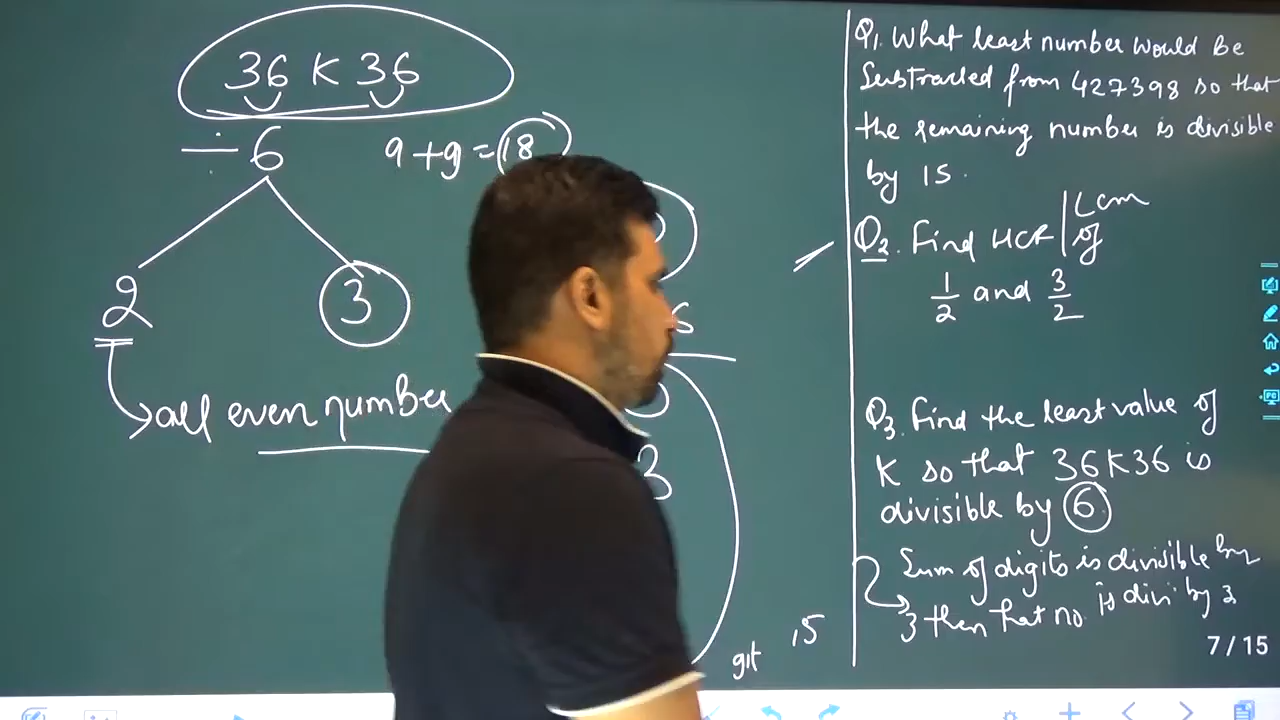 36 K 36
÷ 6
9 + 9 = 18
2
3
all even number
3
git
15
Q1. What least number would be
Subtracted from 427398 so that
the remaining number is divisible
by 15.
Q2. Find HCF | Lcm
of
1/2 and 3/2
Q3. Find the least value of
K so that 36K36 is
divisible by 6
Sum of digits is divisible by
3 then that no. is divi. by 3
7 / 15